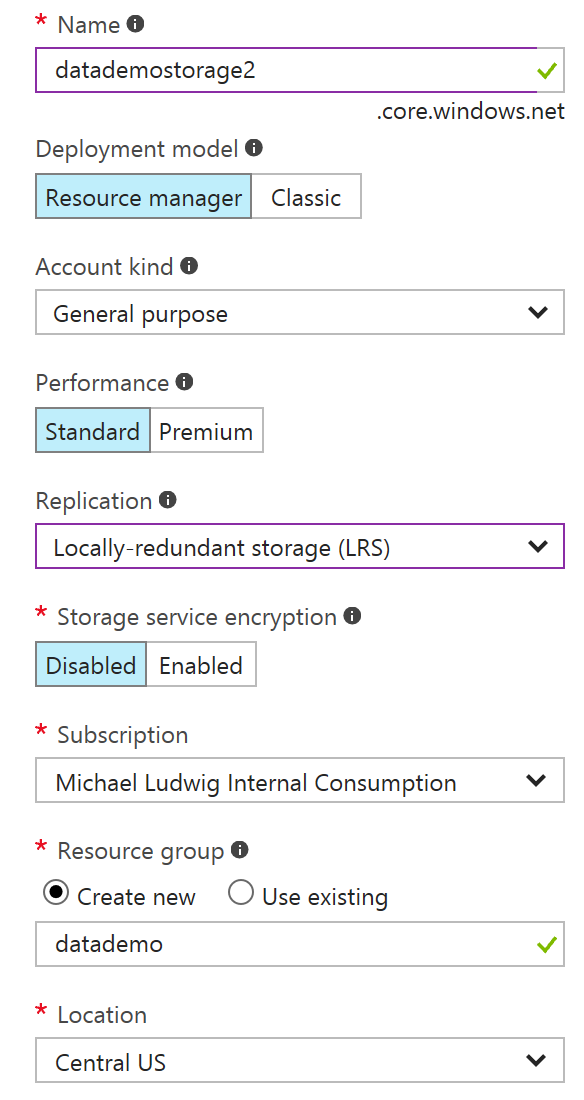 * Name
datademostorage2
.core.windows.net
Deployment model
Resource manager Classic
Account kind
General purpose
Performance
Standard Premium
Replication
Locally-redundant storage (LRS)
* Storage service encryption
Disabled Enabled
* Subscription
Michael Ludwig Internal Consumption
* Resource group
Create new Use existing
datademo
* Location
Central US